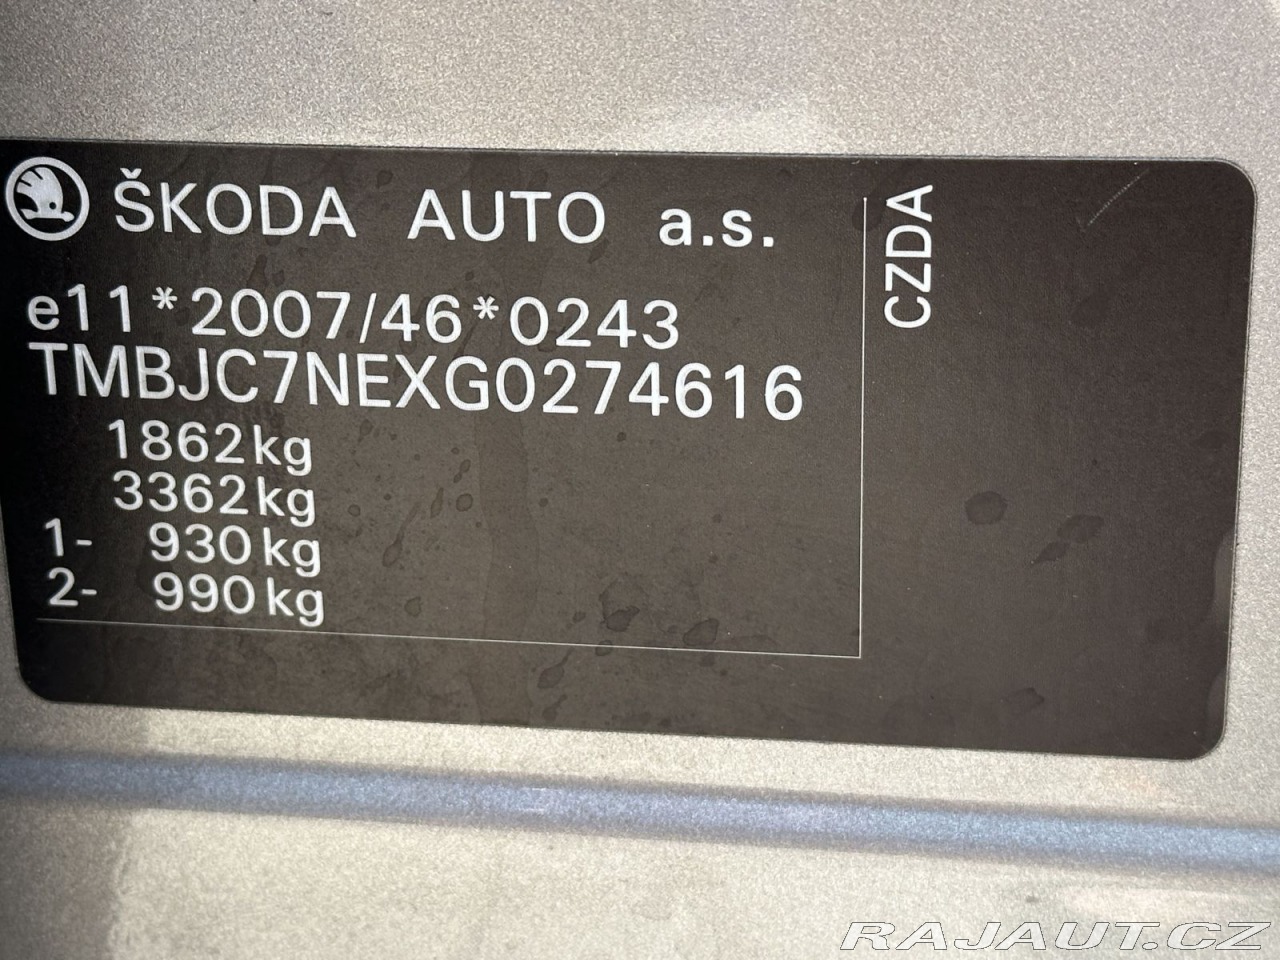 ŠKODA AUTO a.s.
e11*2007/46*0243
TMBJC7NEXG0274616
1862kg
3362kg
1- 930kg
2- 990kg
CZDA
RAJAUT.CZ